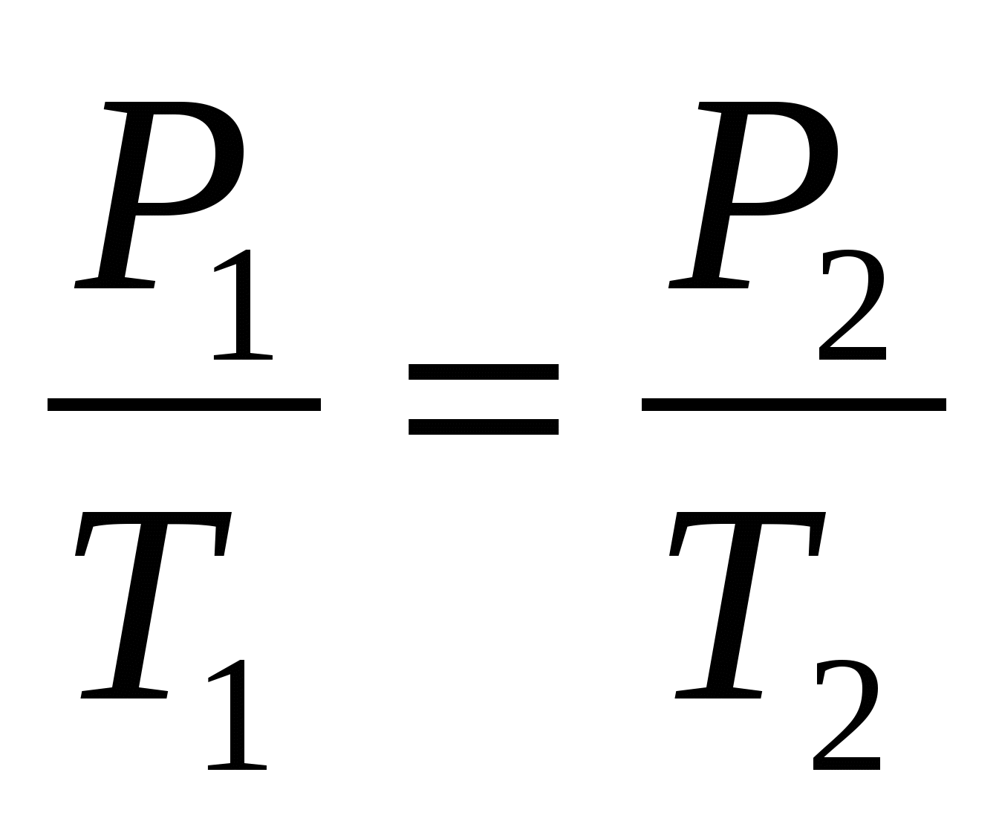 P₁/T₁ = P₂/T₂